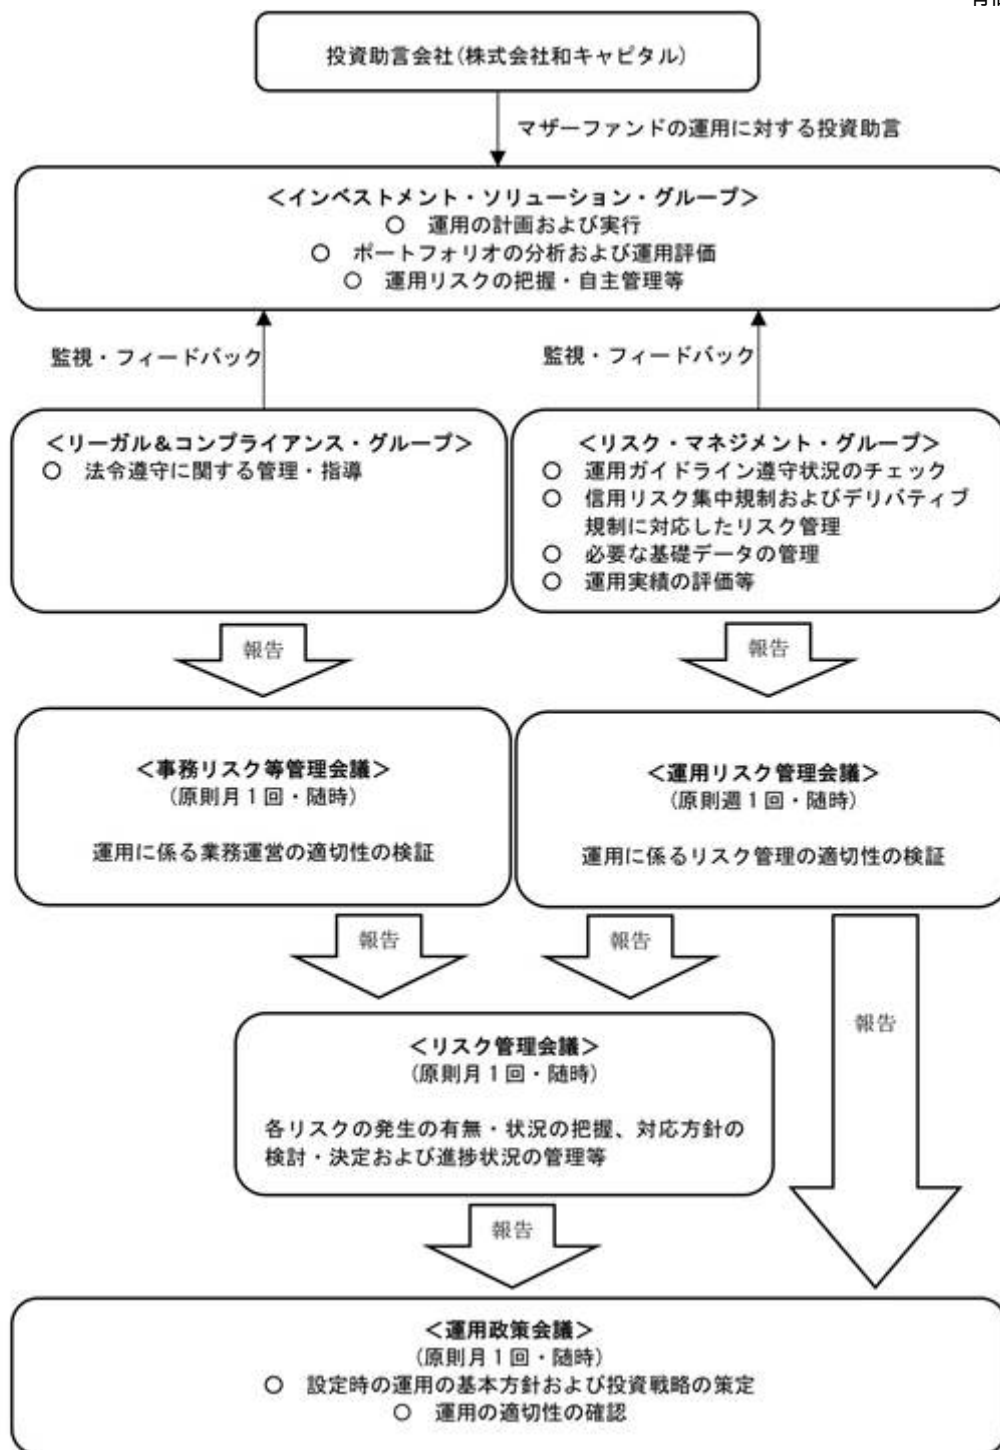 投資助言会社(株式会社和キャピタル)
マザーファンドの運用に対する投資助言
＜インベストメント・ソリューション・グループ＞
○　運用の計画および実行
○　ポートフォリオの分析および運用評価
○　運用リスクの把握・自主管理等
監視・フィードバック
監視・フィードバック
＜リーガル＆コンプライアンス・グループ＞
○　法令遵守に関する管理・指導
＜リスク・マネジメント・グループ＞
○　運用ガイドライン遵守状況のチェック
○　信用リスク集中規制およびデリバティブ
規制に対応したリスク管理
○　必要な基礎データの管理
○　運用実績の評価等
報告
報告
＜事務リスク等管理会議＞
(原則月１回・随時)
運用に係る業務運営の適切性の検証
＜運用リスク管理会議＞
(原則週１回・随時)
運用に係るリスク管理の適切性の検証
報告
報告
報告
＜リスク管理会議＞
(原則月１回・随時)
各リスクの発生の有無・状況の把握、対応方針の
検討・決定および進捗状況の管理等
報告
＜運用政策会議＞
(原則月１回・随時)
○　設定時の運用の基本方針および投資戦略の策定
○　運用の適切性の確認